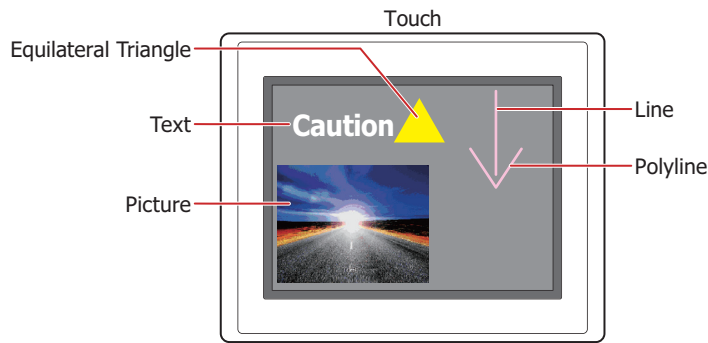 Touch
Equilateral Triangle
Text
Caution
Line
Polyline
Picture